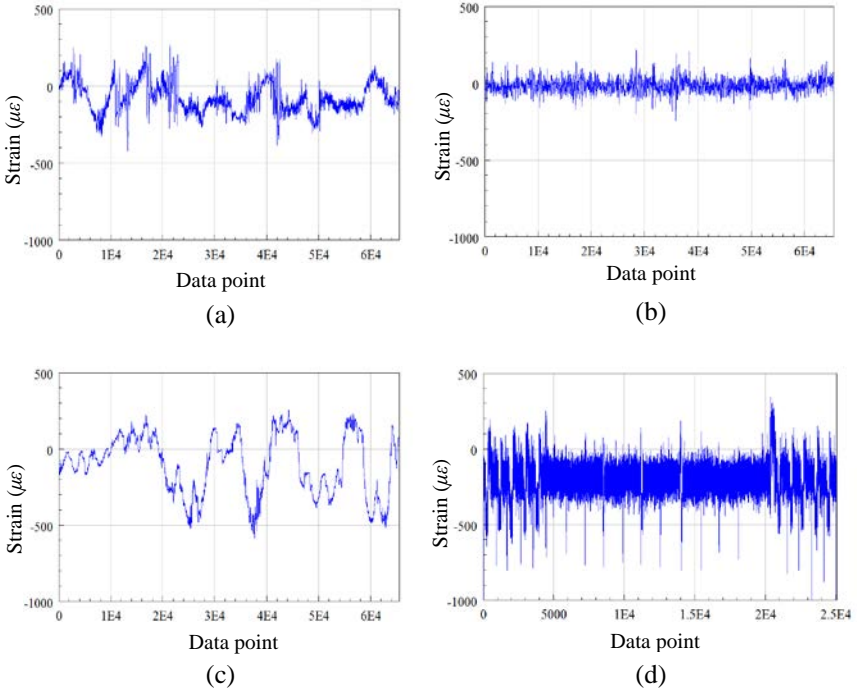 500
0
-500
-1000
Strain (με)
0 1E4 2E4 3E4 4E4 5E4 6E4
Data point
(a)
500
0
-500
-1000
Strain (με)
0 1E4 2E4 3E4 4E4 5E4 6E4
Data point
(b)
500
0
-500
-1000
Strain (με)
0 1E4 2E4 3E4 4E4 5E4 6E4
Data point
(c)
500
0
-500
-1000
Strain (με)
0 5000 1E4 1.5E4 2E4 2.5E4
Data point
(d)